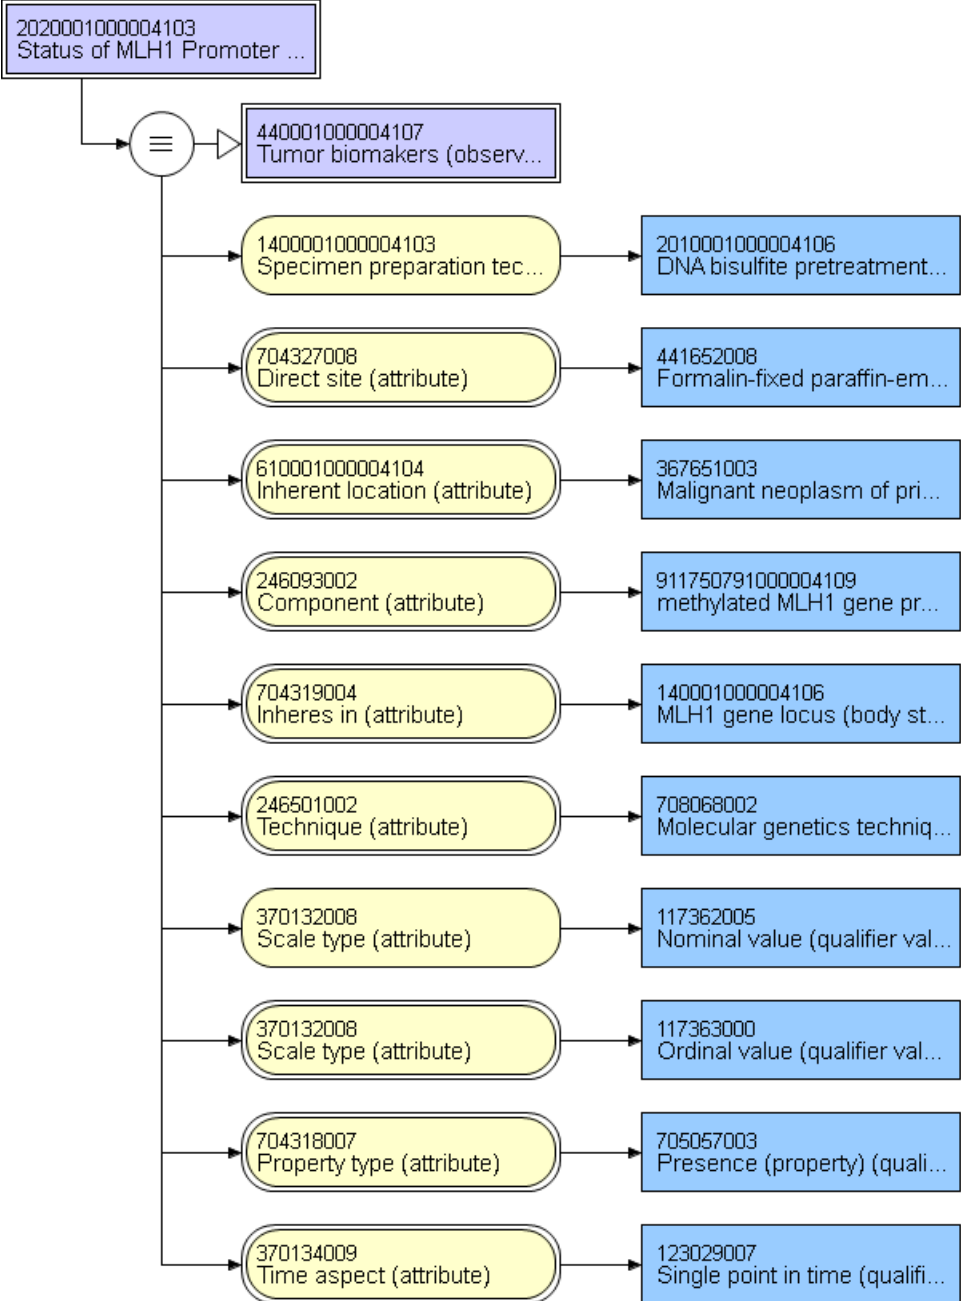 2020001000004103
Status of MLH1 Promoter ...
≡
440001000004107
Tumor biomakers (observ...
1400001000004103
Specimen preparation tec...
2010001000004106
DNA bisulfite pretreatment...
704327008
Direct site (attribute)
441652008
Formalin-fixed paraffin-em...
610001000004104
Inherent location (attribute)
367651003
Malignant neoplasm of pri...
246093002
Component (attribute)
911750791000004109
methylated MLH1 gene pr...
704319004
Inheres in (attribute)
140001000004106
MLH1 gene locus (body st...
246501002
Technique (attribute)
708068002
Molecular genetics techniq...
370132008
Scale type (attribute)
117362005
Nominal value (qualifier val...
370132008
Scale type (attribute)
117363000
Ordinal value (qualifier val...
704318007
Property type (attribute)
705057003
Presence (property) (quali...
370134009
Time aspect (attribute)
123029007
Single point in time (qualifi...